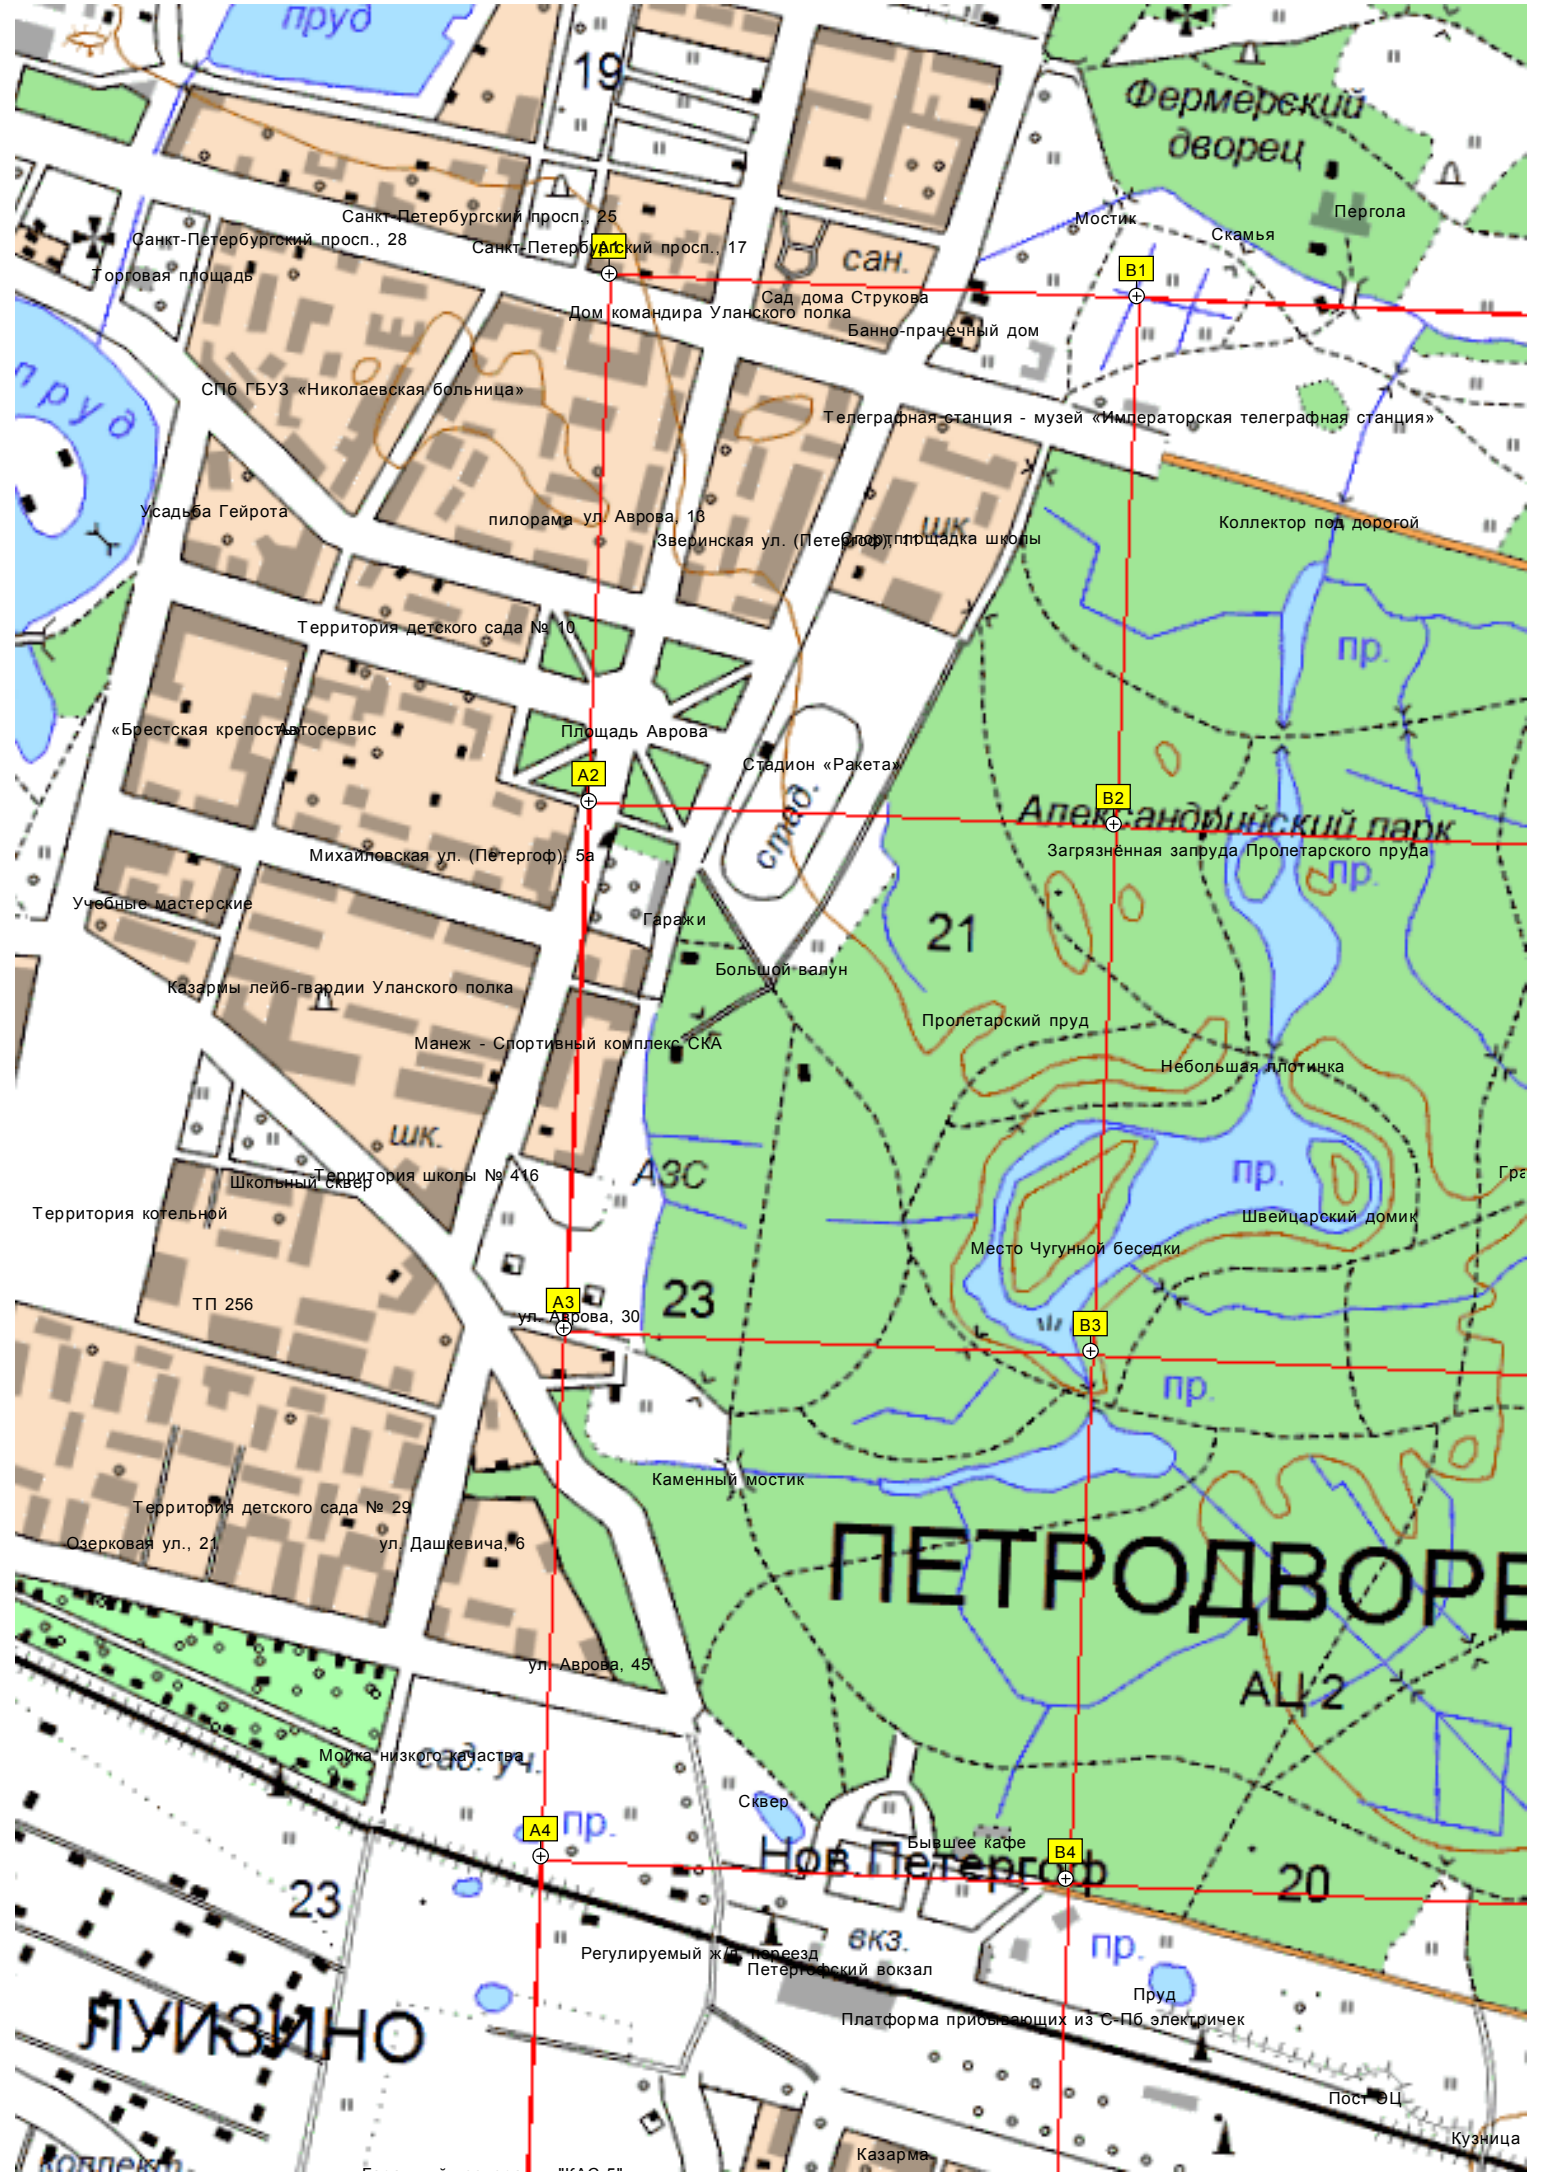 пруд
19
Фермерский
дворец
Санкт-Петербургский просп., 25
Пергола
Мостик
Скамья
Санкт-Петербургский просп., 28
Санкт-Петербургский просп., 17
A1
сан.
B1
Торговая площадь
Сад дома Струкова
Дом командира Уланского полка
Банно-прачечный дом
пруд
СПб ГБУЗ «Николаевская больница»
Телеграфная станция - музей «Императорская телеграфная станция»
Усадьба Гейрота
пилорама
ул. Аврова, 13
шк.
Коллектор под дорогой
Зверинская ул. (Петергоф), 11
Спортплощадка школы
Территория детского сада № 10
пр.
«Брестская крепость»
Автосервис
Площадь Аврова
Стадион «Ракета»
A2
стад.
B2
Александрийский парк
Михайловская ул. (Петергоф), 5а
Загрязнённая запруда Пролетарского пруда
пр.
Учебные мастерские
Гаражи
21
Большой валун
Казармы лейб-гвардии Уланского полка
Пролетарский пруд
Манеж - Спортивный комплекс СКА
Небольшая плотинка
шк.
АЗС
пр.
Территория школы № 416
Школьный сквер
Гра
Территория котельной
Швейцарский домик
Место Чугунной беседки
ТП 256
A3
23
ул. Аврова, 30
B3
пр.
Каменный мостик
Территория детского сада № 29
Озерковая ул., 21
ул. Дашкевича, 6
ПЕТРОДВОРЕ
ул. Аврова, 45
АЦ 2
Мойка низкого качества
сад. уч.
Сквер
A4
пр.
Бывшее кафе
B4
Нов. Петергоф
23
20
вкз.
пр.
Регулируемый ж/д. переезд
Петергофский вокзал
Пруд
ЛУИЗИНО
Платформа прибывающих из С-Пб электричек
Пост ЭЦ
Кузница
Казарма
коллект.